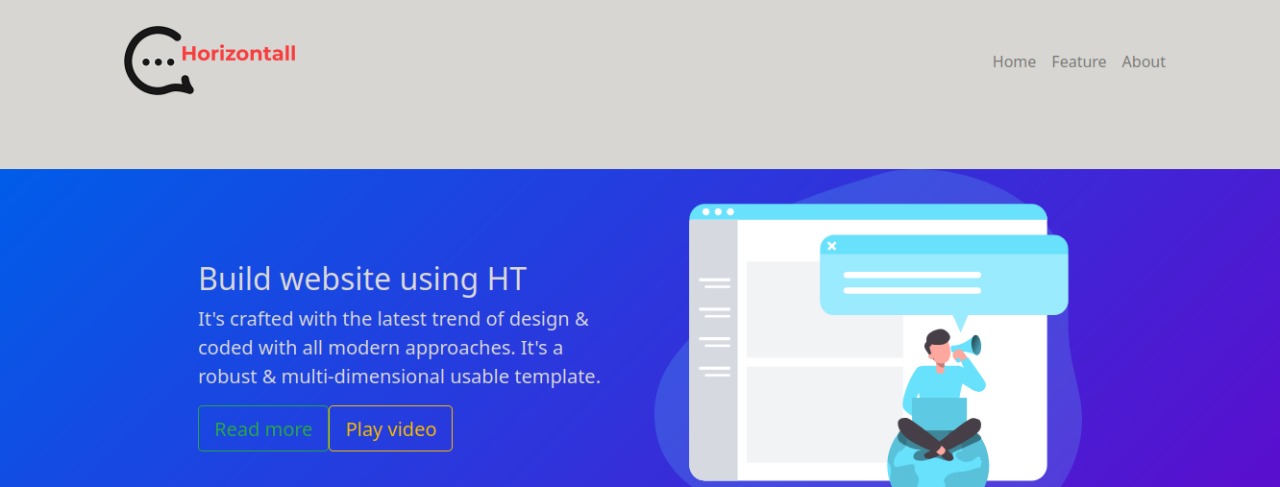 Horizontall
Home Feature About
Build website using HT
It's crafted with the latest trend of design &
coded with all modern approaches. It's a
robust & multi-dimensional usable template.
Read more Play video